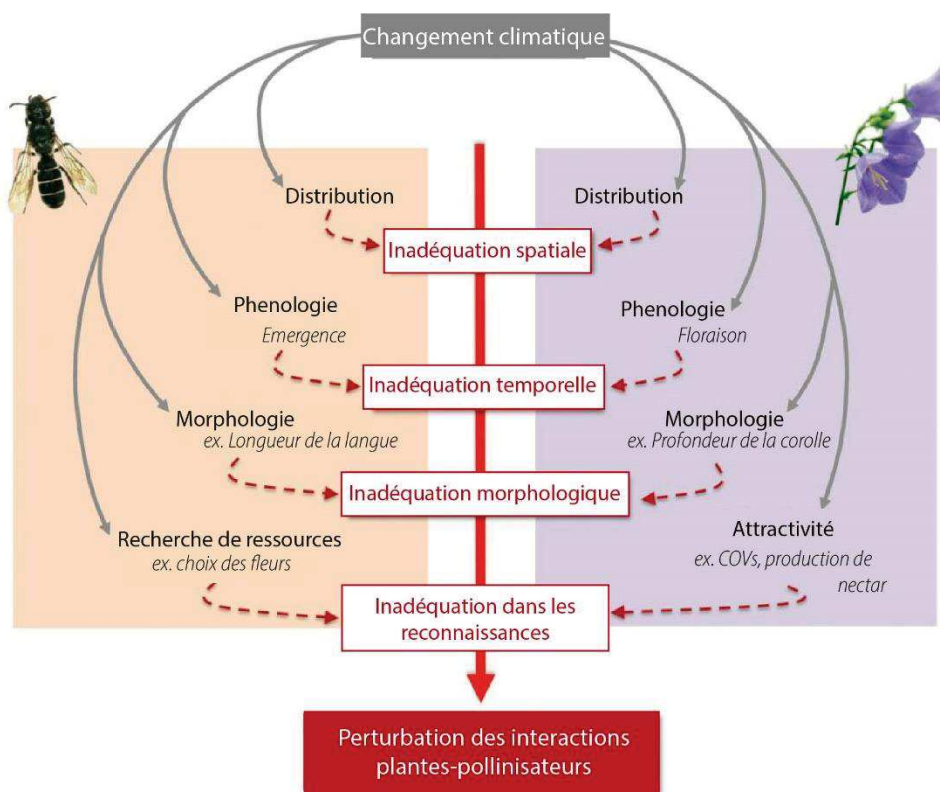 Changement climatique
Distribution
Distribution
Inadéquation spatiale
Phenologie
Emergence
Phenologie
Floraison
Inadéquation temporelle
Morphologie
ex. Longueur de la langue
Morphologie
ex. Profondeur de la corolle
Inadéquation morphologique
Recherche de ressources
ex. choix des fleurs
Attractivité
ex. COVs, production de
nectar
Inadéquation dans les
reconnaissances
Perturbation des interactions
plantes-pollinisateurs